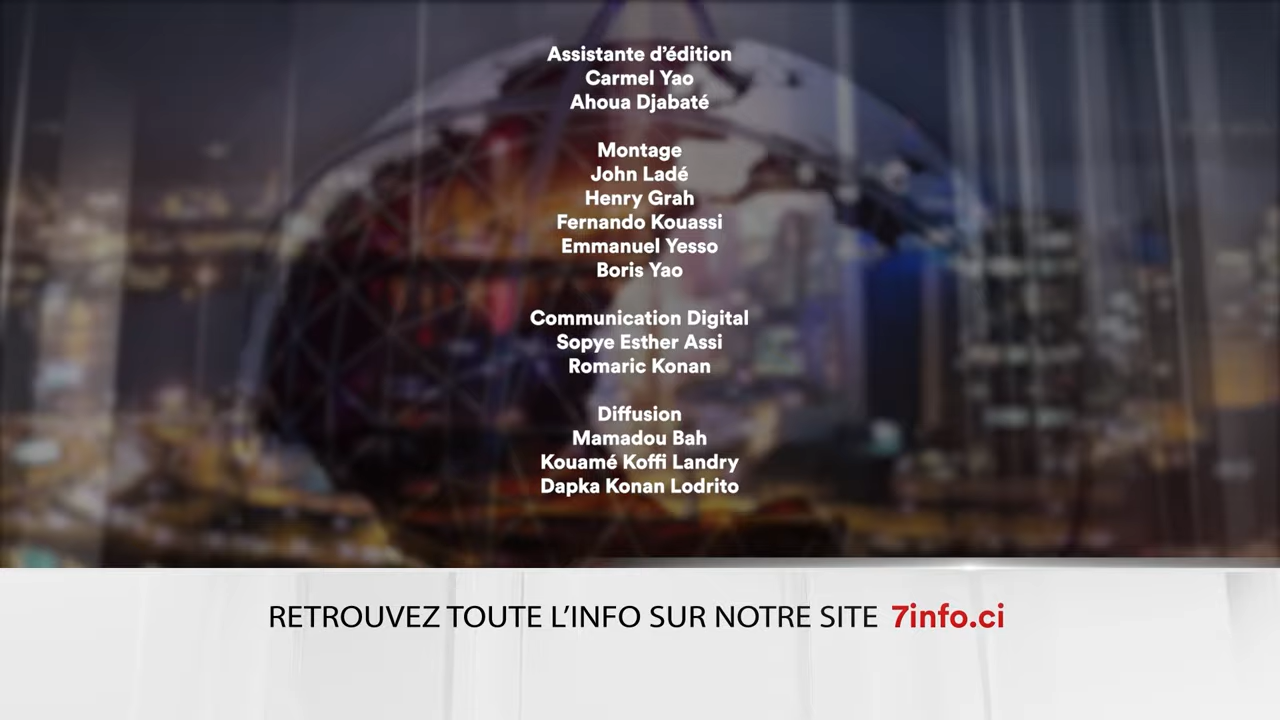 Assistante d’édition
Carmel Yao
Ahoua Djabaté
Montage
John Ladé
Henry Grah
Fernando Kouassi
Emmanuel Yesso
Boris Yao
Communication Digital
Sopye Esther Assi
Romaric Konan
Diffusion
Mamadou Bah
Kouamé Koffi Landry
Dapka Konan Lodrito
RETROUVEZ TOUTE L’INFO SUR NOTRE SITE 7info.ci